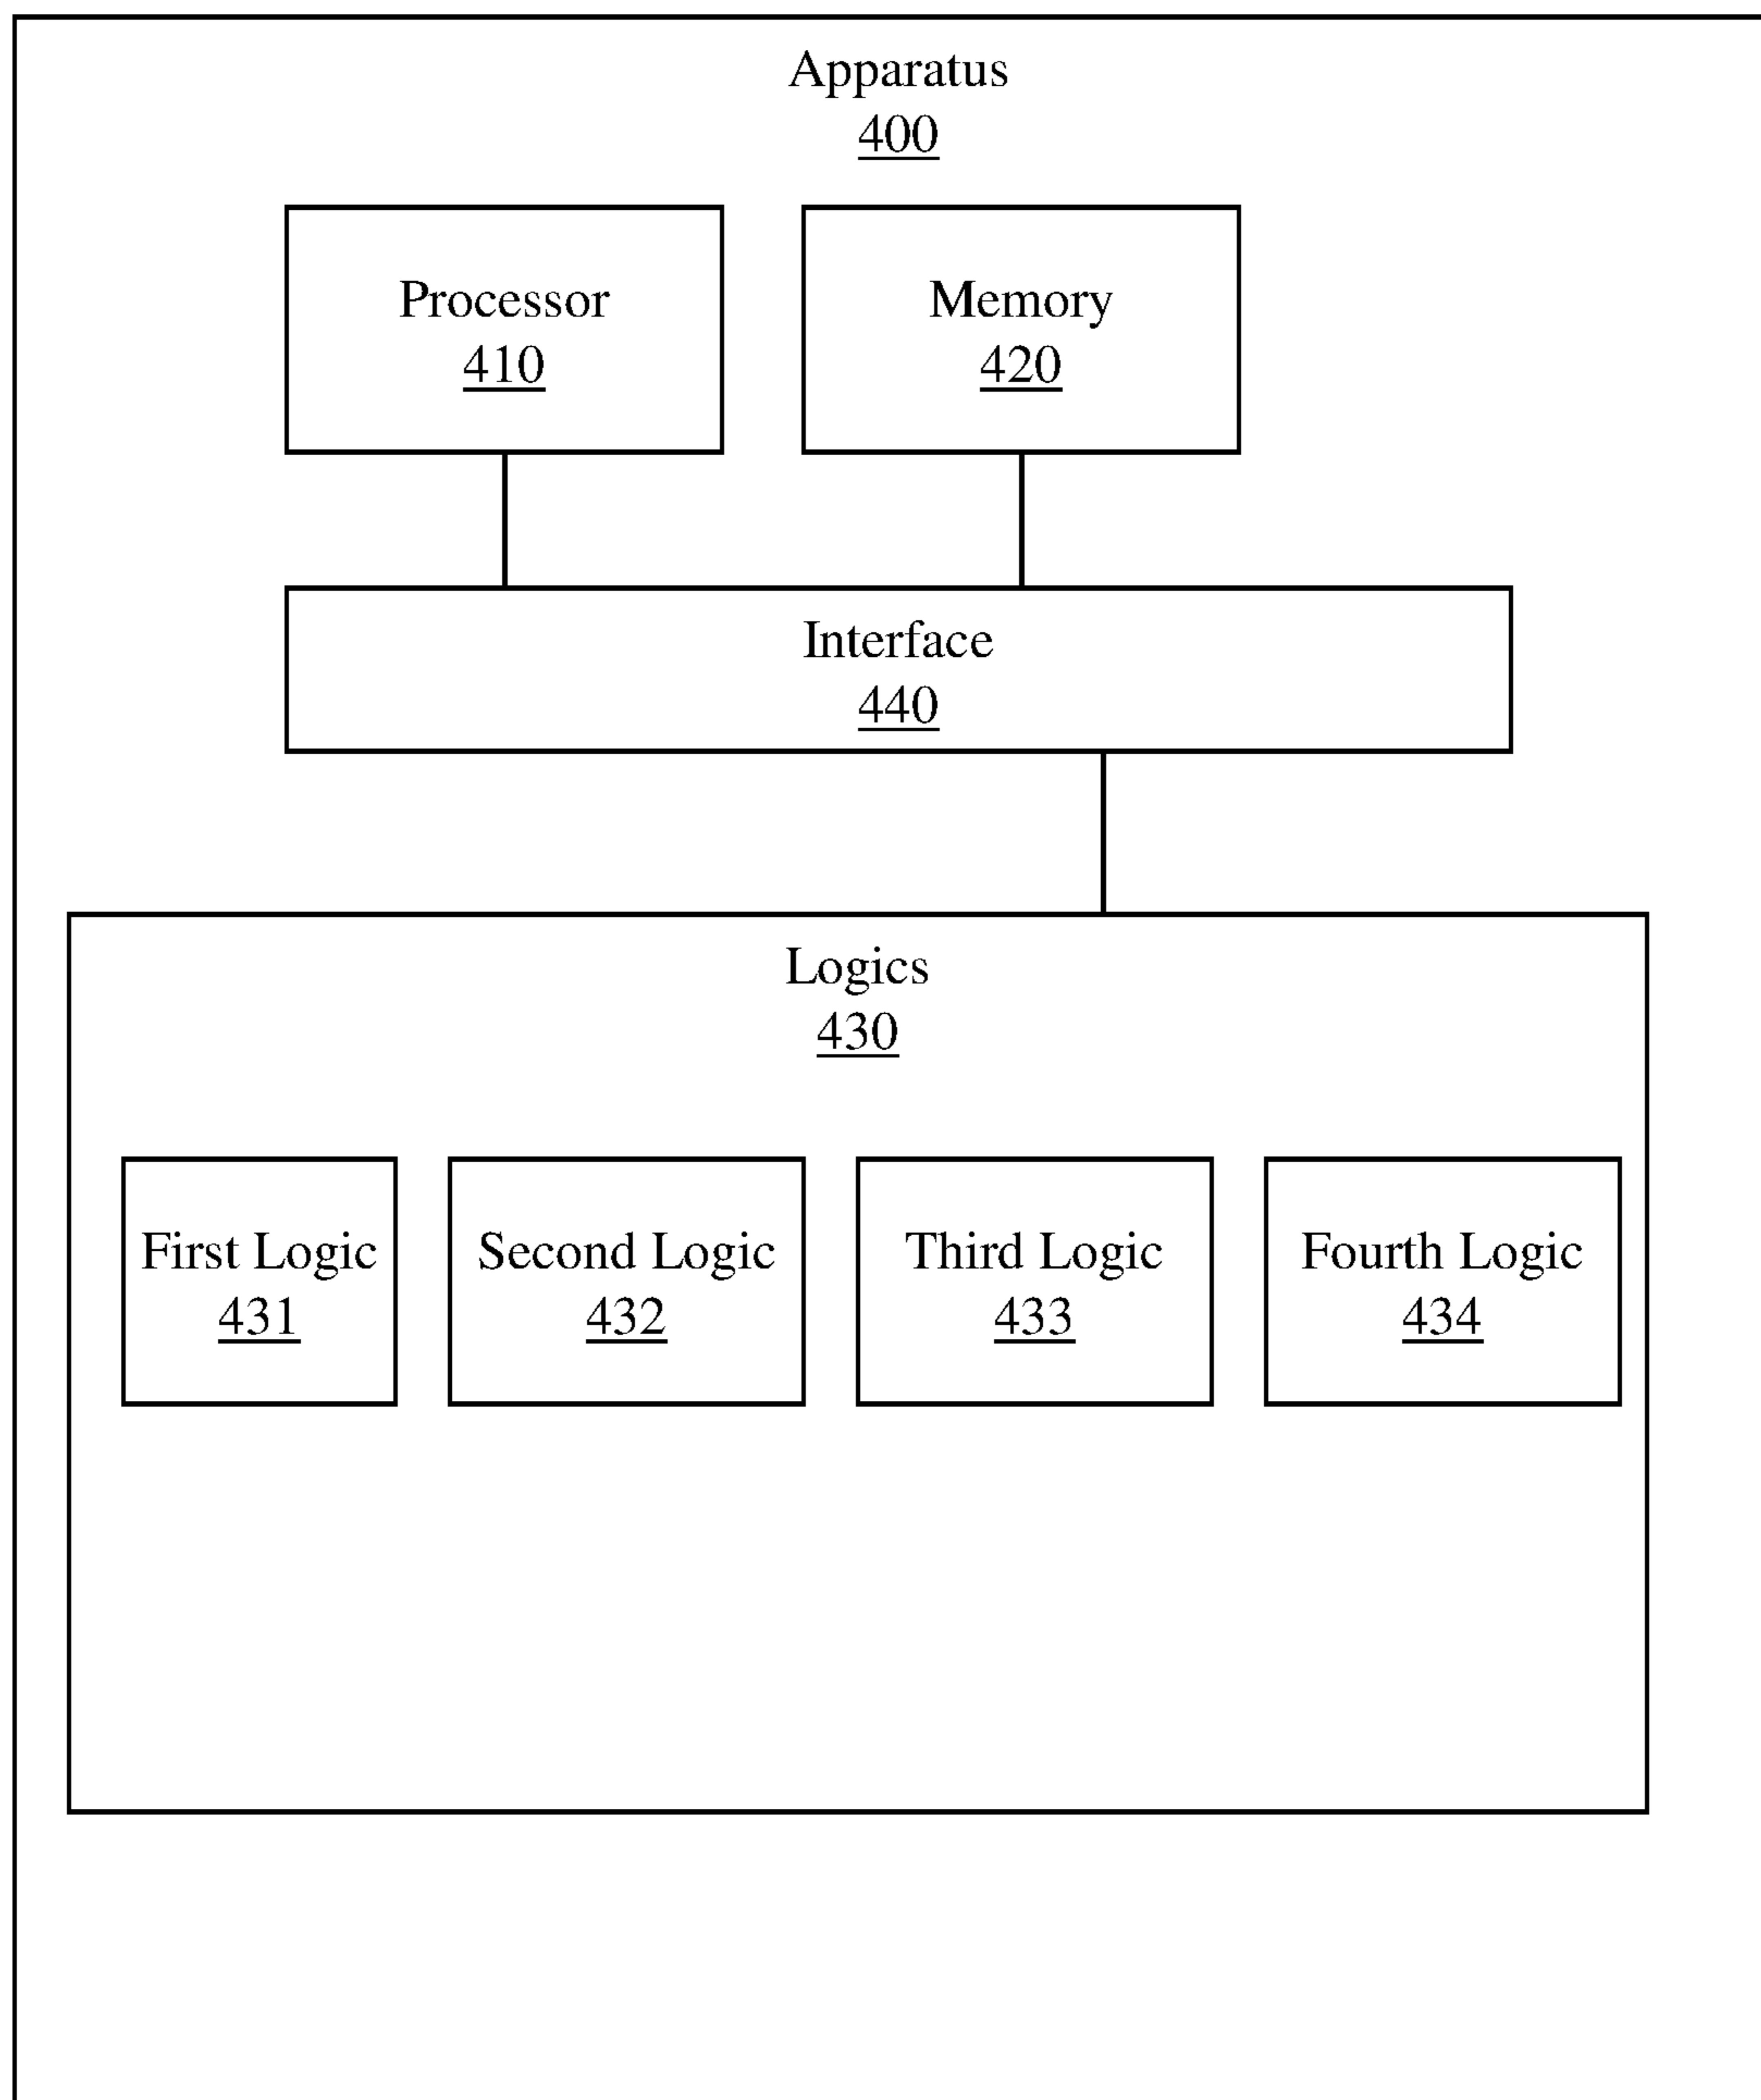 Apparatus
400
Processor
410
Memory
420
Interface
440
Logics
430
First Logic
431
Second Logic
432
Third Logic
433
Fourth Logic
434